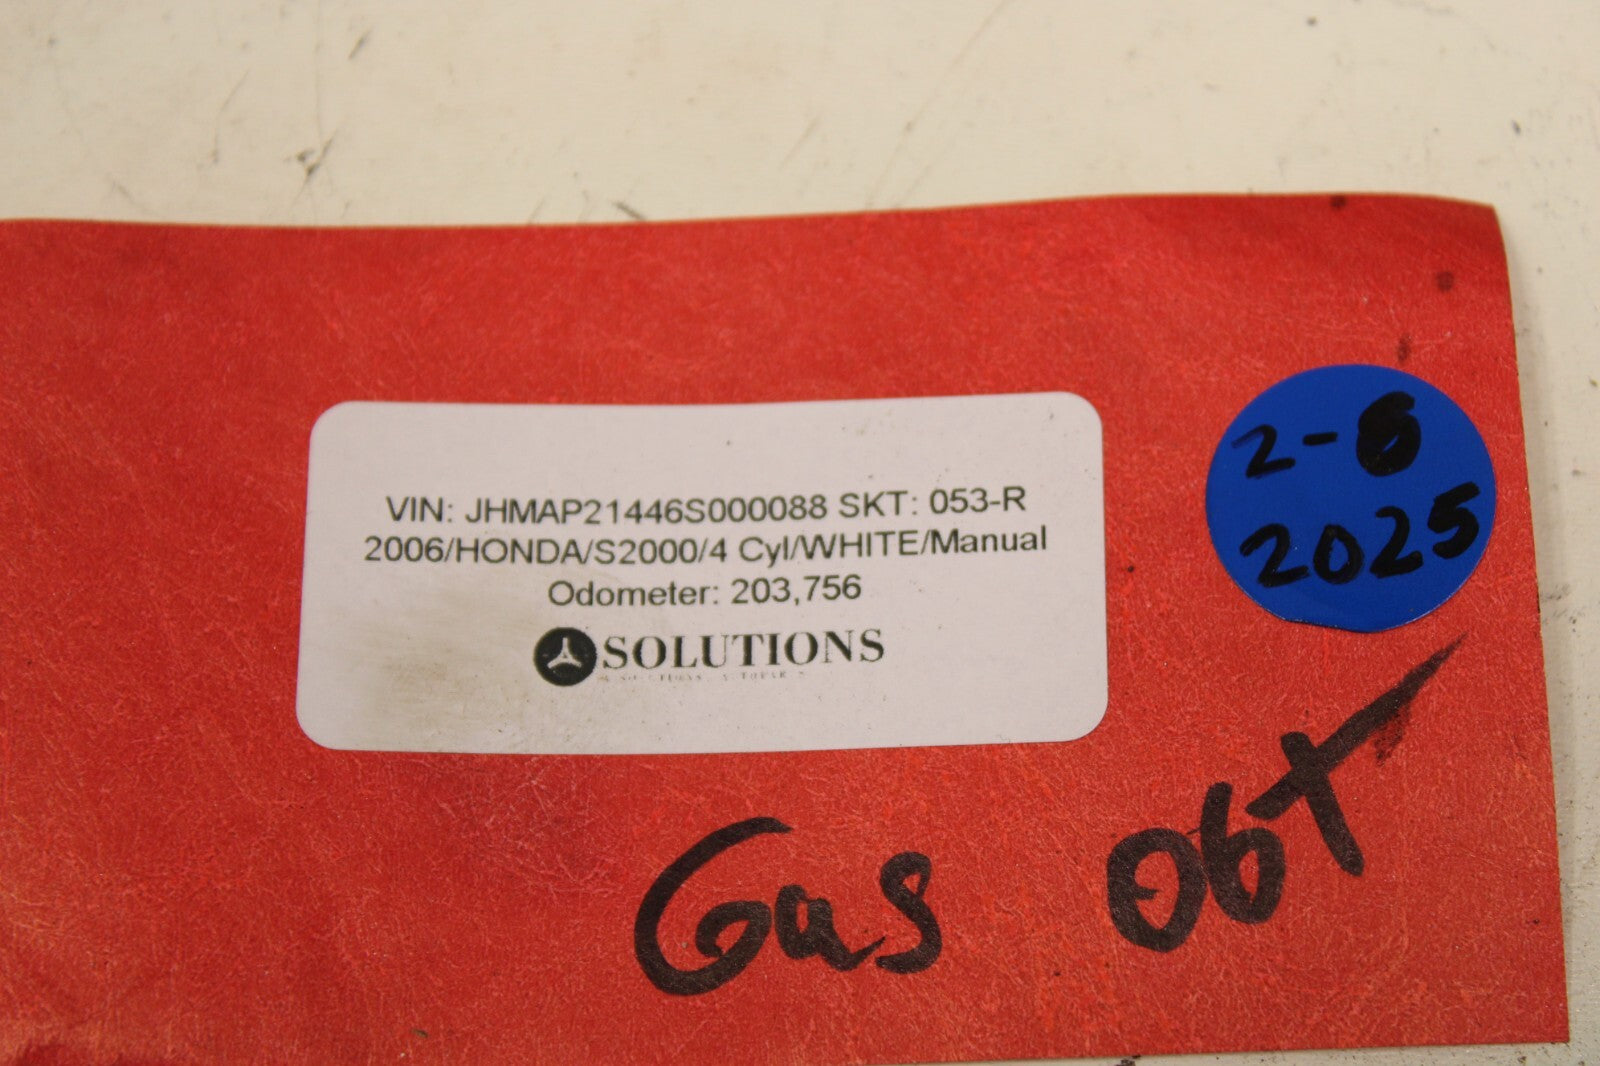 VIN: JHMAP21446S000088 SKT: 053-R
2006/HONDA/S2000/4 Cyl/WHITE/Manual
Odometer: 203,756
SOLUTIONS
2-6
2025
Gas 06T